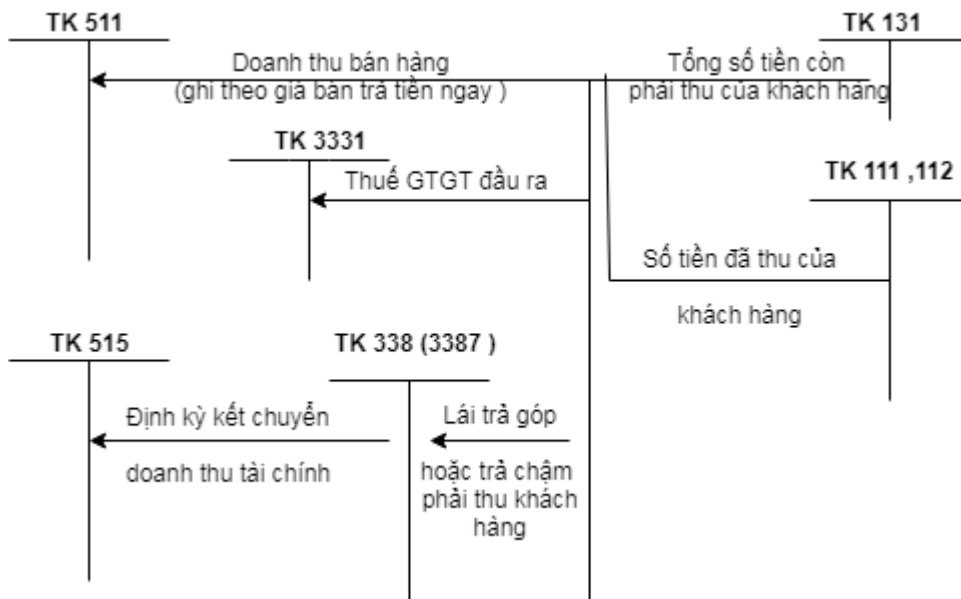 TK 511
TK 131
Doanh thu bán hàng
(ghi theo giá bán trả tiền ngay )
Tổng số tiền còn
phải thu của khách hàng
TK 3331
Thuế GTGT đầu ra
TK 111 ,112
Số tiền đã thu của
khách hàng
TK 515
TK 338 (3387 )
Định kỳ kết chuyển
doanh thu tài chính
Lái trả góp
hoặc trả chậm
phải thu khách
hàng